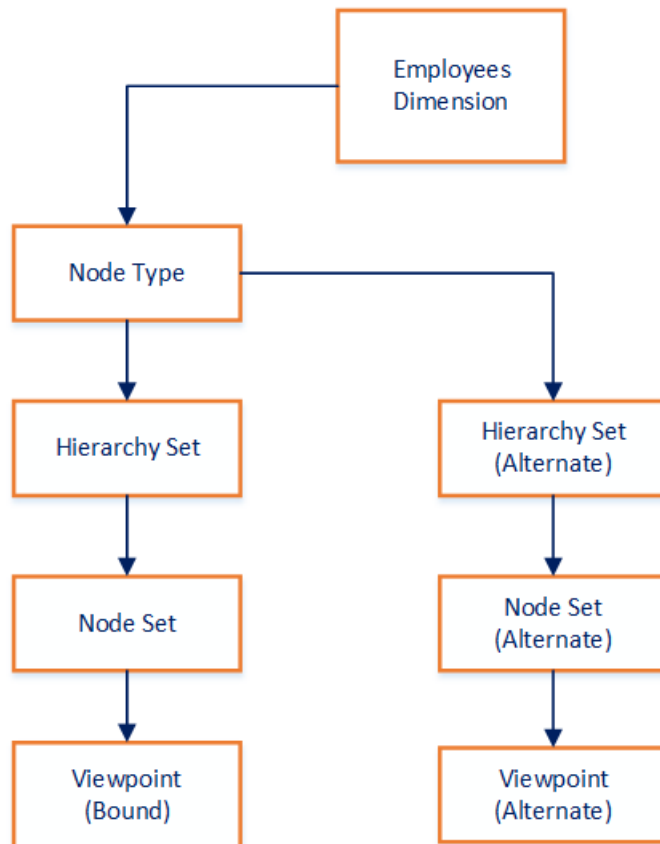 Employees
Dimension
Node Type
Hierarchy Set
Hierarchy Set
(Alternate)
Node Set
Node Set
(Alternate)
Viewpoint
(Bound)
Viewpoint
(Alternate)